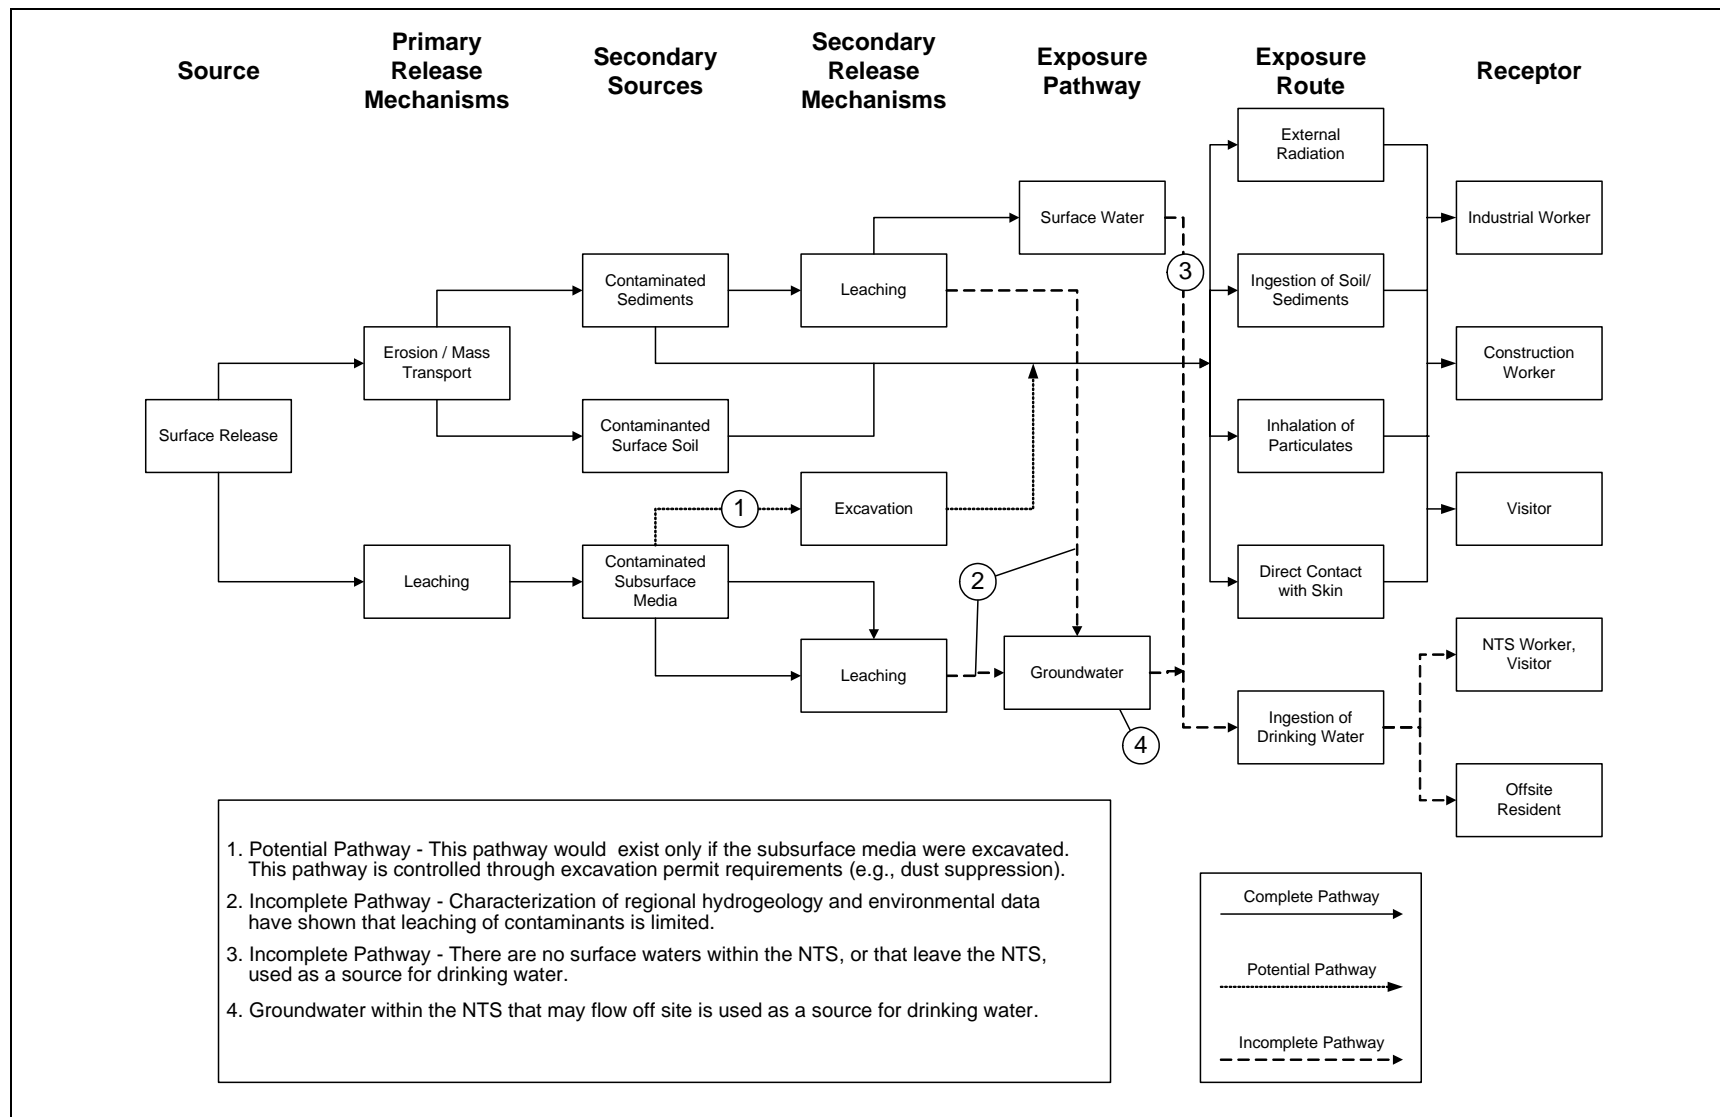 Source
Primary
Release
Mechanisms
Secondary
Sources
Secondary
Release
Mechanisms
Exposure
Pathway
Exposure
Route
Receptor
External
Radiation
Surface Water
Industrial Worker
3
Contaminated
Sediments
Leaching
Ingestion of Soil/
Sediments
Erosion / Mass
Transport
Construction
Worker
Surface Release
Contaminanted
Surface Soil
Inhalation of
Particulates
1
Excavation
Visitor
Leaching
Contaminated
Subsurface
Media
2
Direct Contact
with Skin
Leaching
Groundwater
NTS Worker,
Visitor
4
Ingestion of
Drinking Water
Offsite
Resident
1. Potential Pathway - This pathway would exist only if the subsurface media were excavated.
This pathway is controlled through excavation permit requirements (e.g., dust suppression).
2. Incomplete Pathway - Characterization of regional hydrogeology and environmental data
have shown that leaching of contaminants is limited.
3. Incomplete Pathway - There are no surface waters within the NTS, or that leave the NTS,
used as a source for drinking water.
4. Groundwater within the NTS that may flow off site is used as a source for drinking water.
Complete Pathway
Potential Pathway
Incomplete Pathway